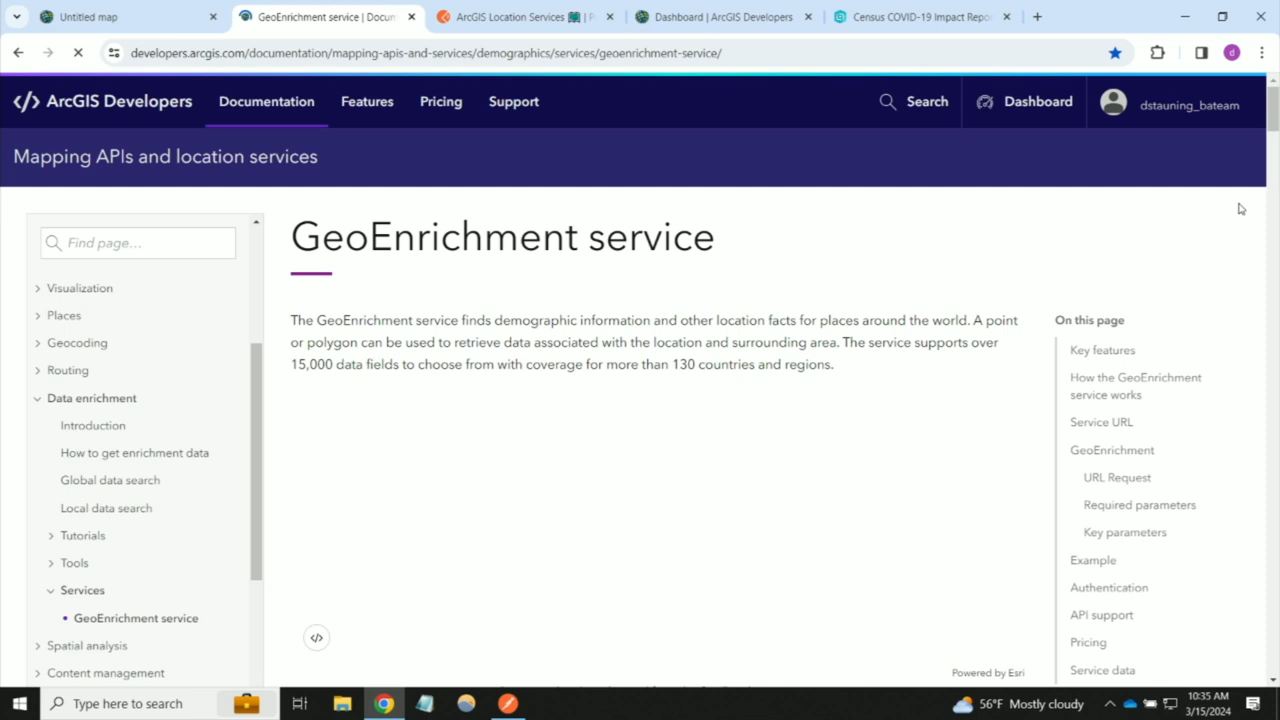 Untitled map
GeoEnrichment service | Docum
ArcGIS Location Services
Dashboard | ArcGIS Developers
Census COVID-19 Impact Repo
developers.arcgis.com/documentation/mapping-apis-and-services/demographics/services/geoenrichment-service/
d
</> ArcGIS Developers
Documentation
Features
Pricing
Support
Search
Dashboard
dstauning_bateam
Mapping APIs and location services
Find page...
Visualization
Places
Geocoding
Routing
Data enrichment
Introduction
How to get enrichment data
Global data search
Local data search
Tutorials
Tools
Services
GeoEnrichment service
Spatial analysis
Content management
GeoEnrichment service
The GeoEnrichment service finds demographic information and other location facts for places around the world. A point
or polygon can be used to retrieve data associated with the location and surrounding area. The service supports over
15,000 data fields to choose from with coverage for more than 130 countries and regions.
</>
Powered by Esri
On this page
Key features
How the GeoEnrichment
service works
Service URL
GeoEnrichment
URL Request
Required parameters
Key parameters
Example
Authentication
API support
Pricing
Service data
Type here to search
56°F Mostly cloudy
10:35 AM
3/15/2024